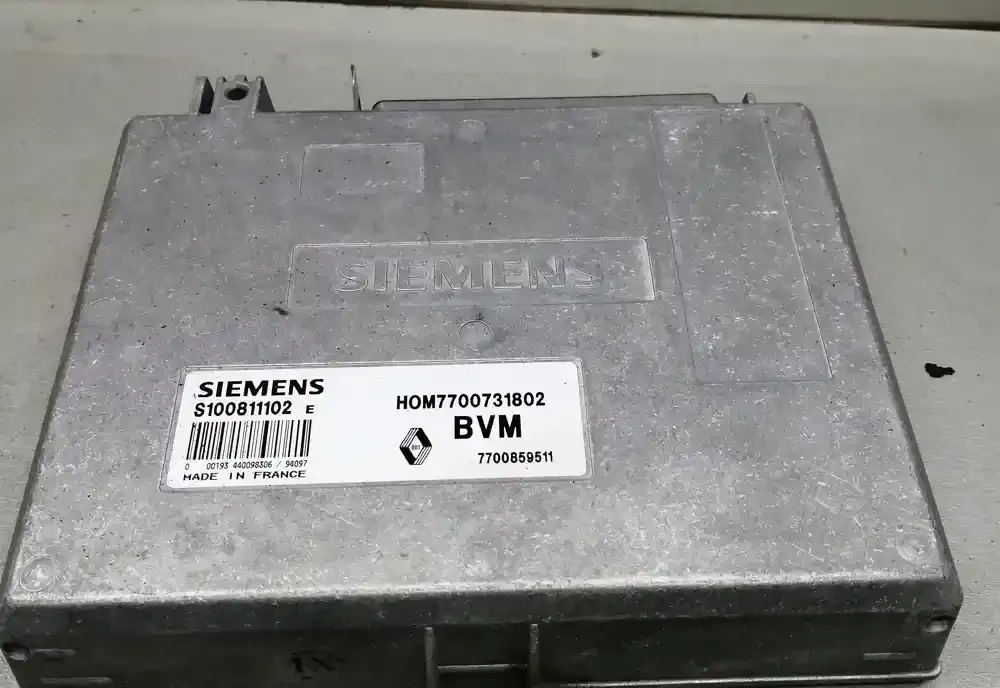 SIEMENS
SIEMENS
S100811102 E
0 00193 440098306 / 94097
MADE IN FRANCE
HOM7700731802
BVM
7700859511